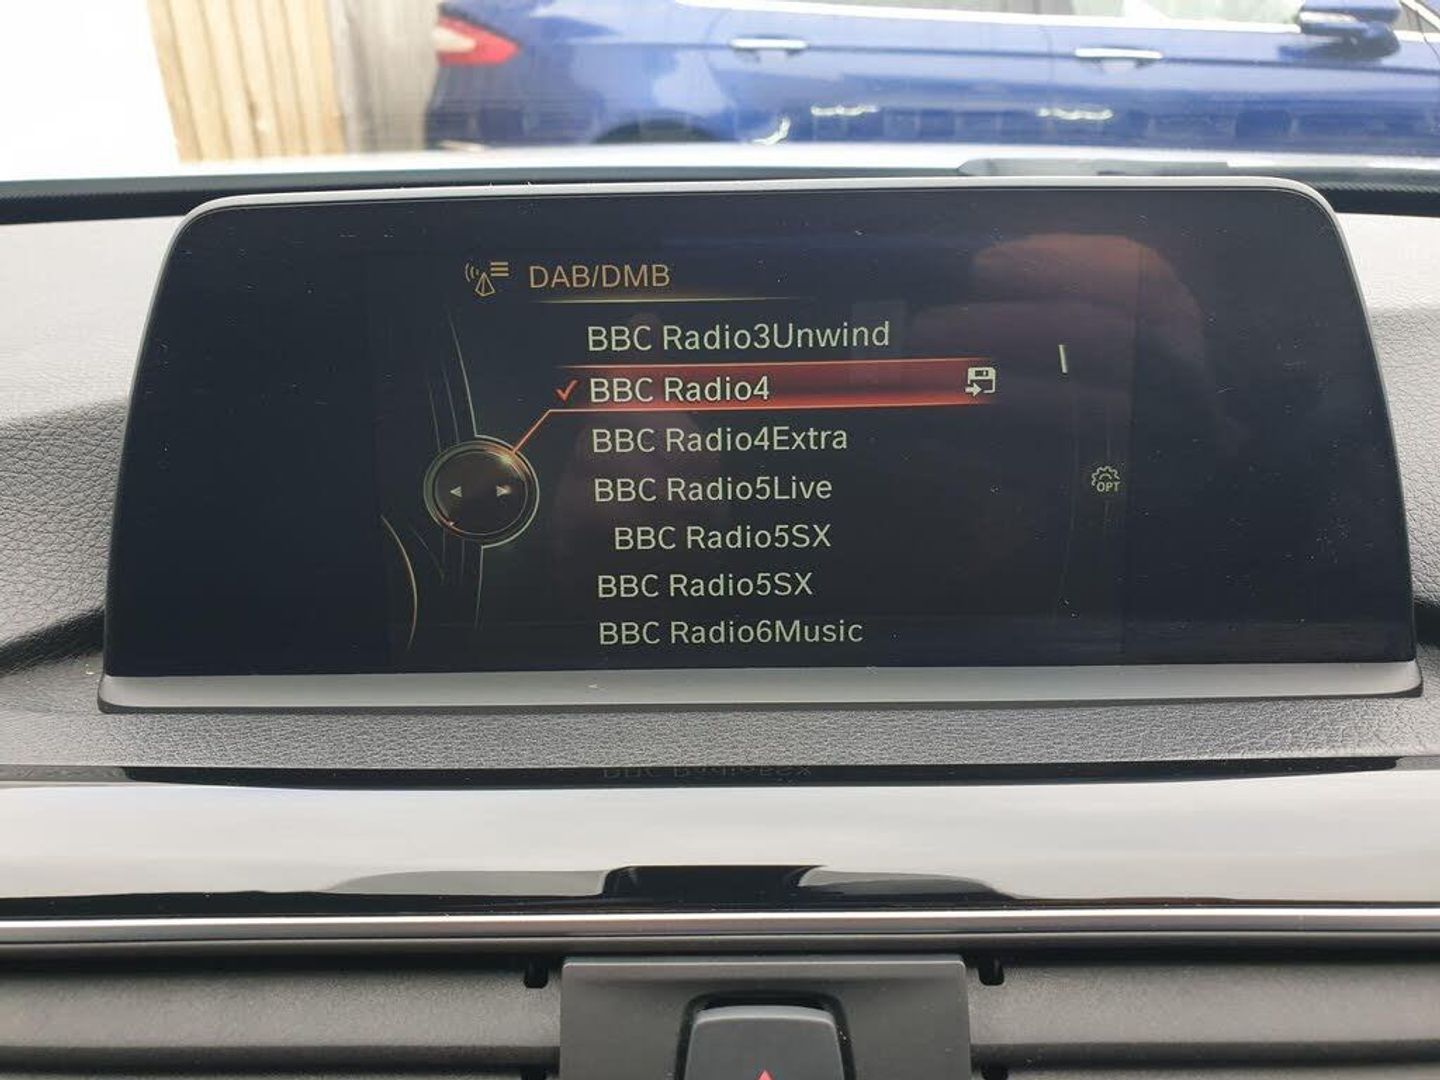 DAB/DMB
BBC Radio3Unwind
BBC Radio4
BBC Radio4Extra
BBC Radio5Live
OPT
BBC Radio5SX
BBC Radio5SX
BBC Radio6Music